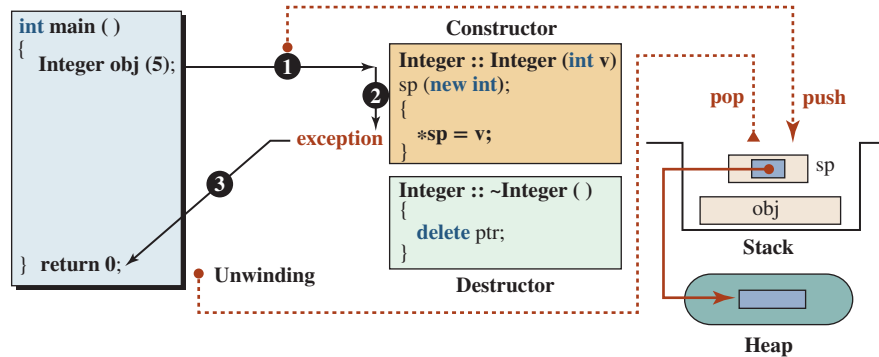 int main ( )
{
Integer obj (5);
} return 0;
1
2
exception
3
Unwinding
Constructor
Integer :: Integer (int v)
sp (new int);
{
*sp = v;
}
Integer :: ~Integer ( )
{
delete ptr;
}
Destructor
pop
push
sp
obj
Stack
Heap